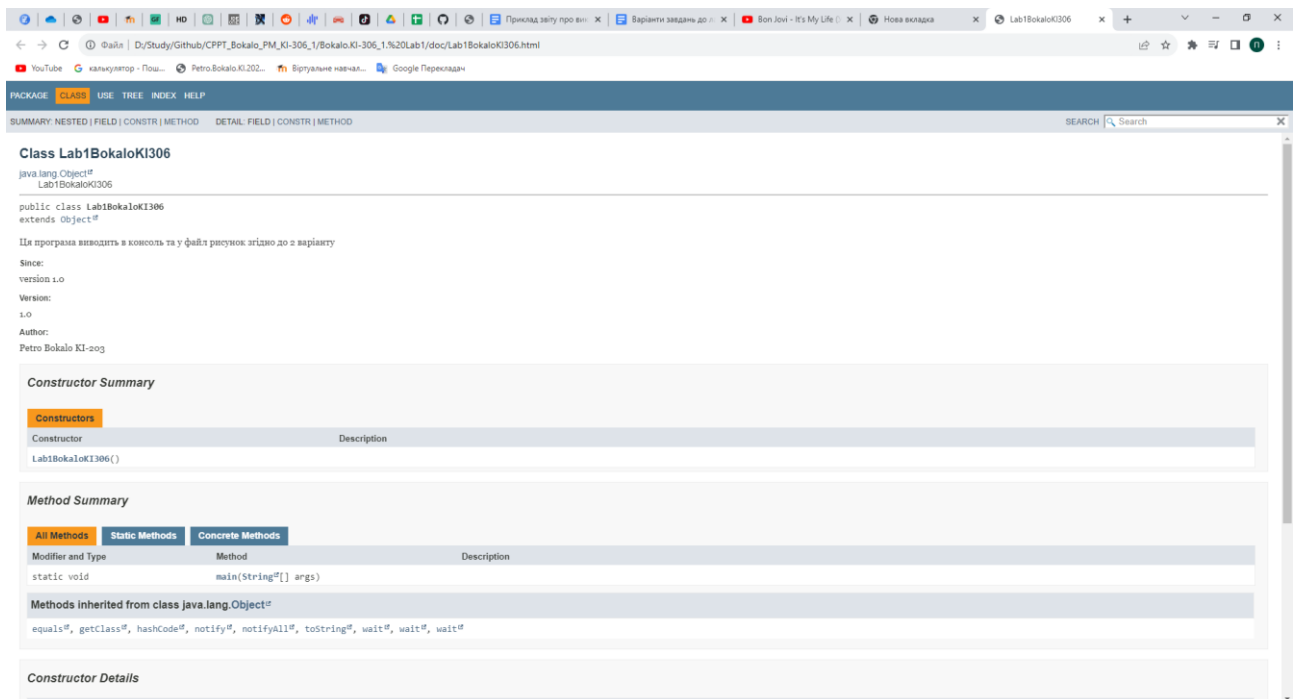 HD
Приклад звіту про вик
Варіанти завдань до л
Bon Jovi - It's My Life
Нова вкладка
Lab1BokaloKI306
Файл | D:/Study/Github/CPPT_Bokalo_PM_KI-306_1/Bokalo.KI-306_1.%20Lab1/doc/Lab1BokaloKI306.html
П
YouTube
калькулятор - Пош...
Petro.Bokalo.KI.202...
Віртуальне навчал...
Google Перекладач
PACKAGE CLASS USE TREE INDEX HELP
SUMMARY: NESTED | FIELD | CONSTR | METHOD DETAIL: FIELD | CONSTR | METHOD SEARCH Search
Class Lab1BokaloKI306
java.lang.Object
Lab1BokaloKI306
public class Lab1BokaloKI306
extends Object
Ця програма виводить в консоль та у файл рисунок згідно до 2 варіанту
Since:
version 1.0
Version:
1.0
Author:
Petro Bokalo KI-203
Constructor Summary
Constructors
Constructor Description
Lab1BokaloKI306()
Method Summary
All Methods Static Methods Concrete Methods
Modifier and Type Method Description
static void main(String[] args)
Methods inherited from class java.lang.Object
equals, getClass, hashCode, notify, notifyAll, toString, wait, wait, wait
Constructor Details